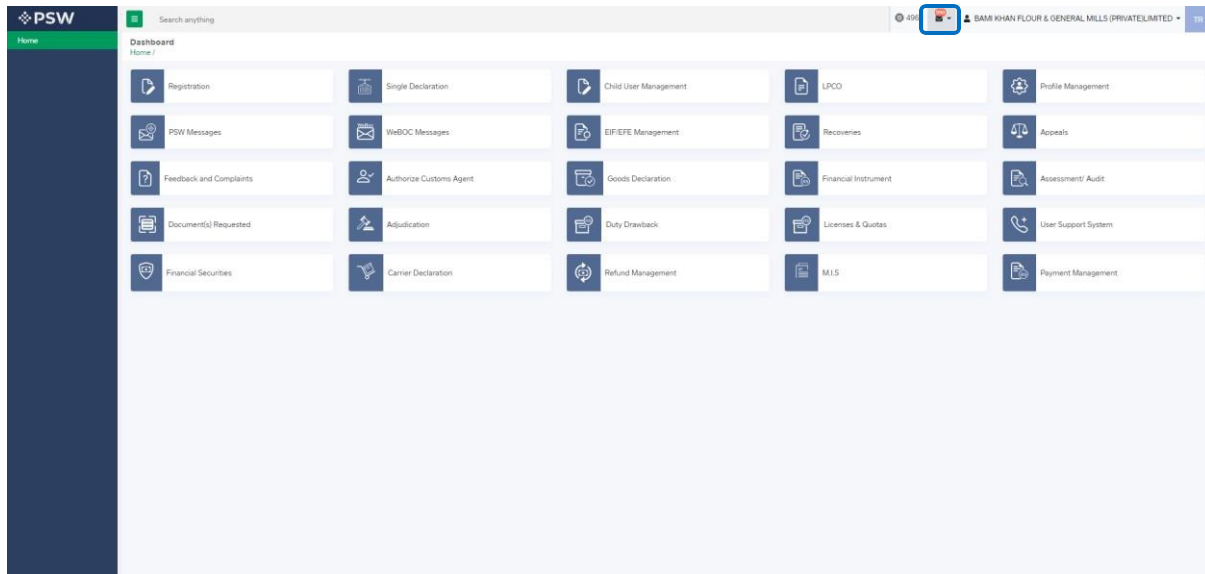 PSW
Search anything
496
BAMI KHAN FLOUR & GENERAL MILLS (PRIVATE)LIMITED
TR
Home
Dashboard
Home /
Registration
Single Declaration
Child User Management
LPCO
Profile Management
PSW Messages
WeBOC Messages
EIF/EFE Management
Recoveries
Appeals
Feedback and Complaints
Authorize Customs Agent
Goods Declaration
Financial Instrument
Assessment/ Audit
Document(s) Requested
Adjudication
Duty Drawback
Licenses & Quotas
User Support System
Financial Securities
Carrier Declaration
Refund Management
M.I.S
Payment Management